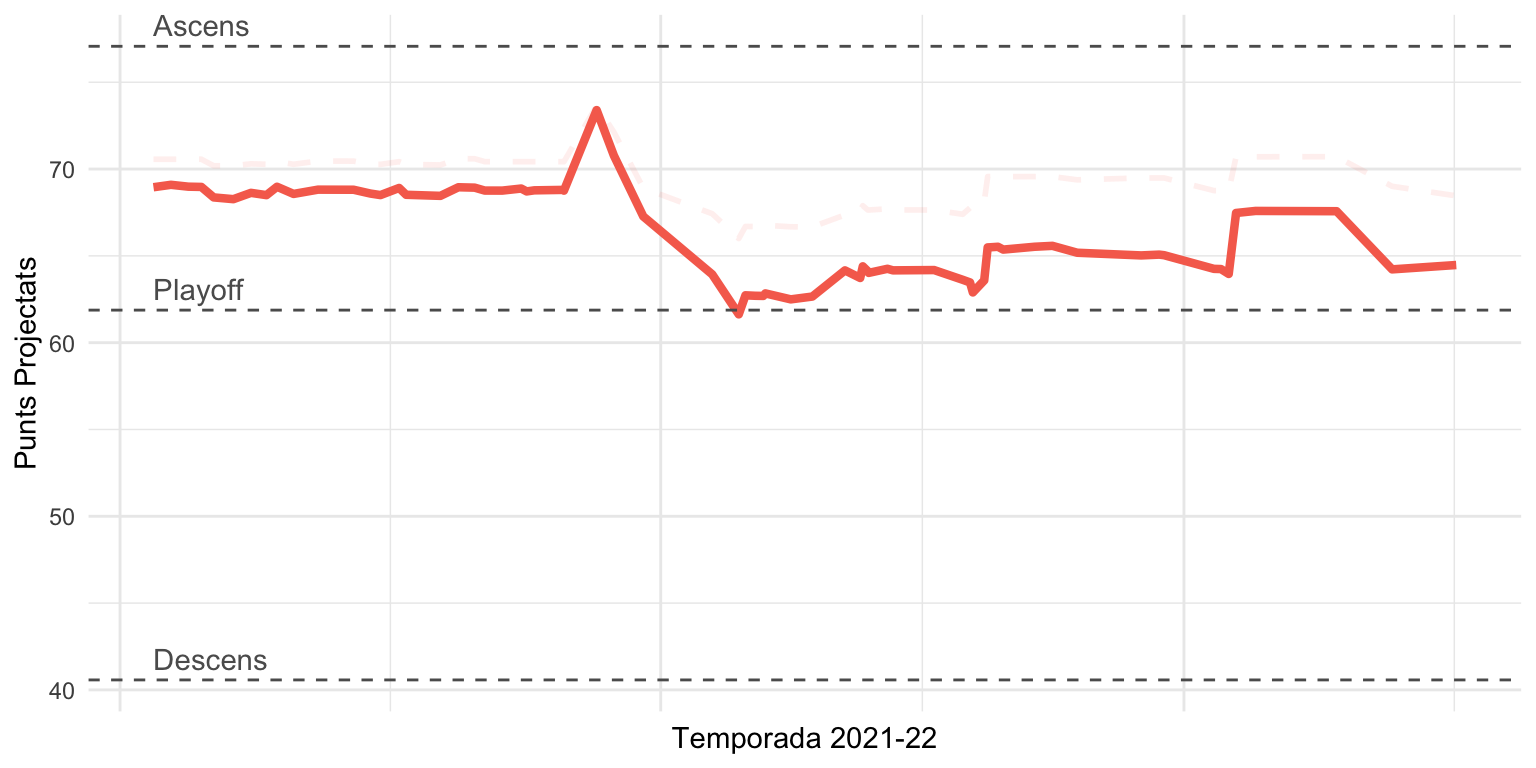 Ascens
70
Playoff
60
50
Descens
40
Punts Projectats
Temporada 2021-22